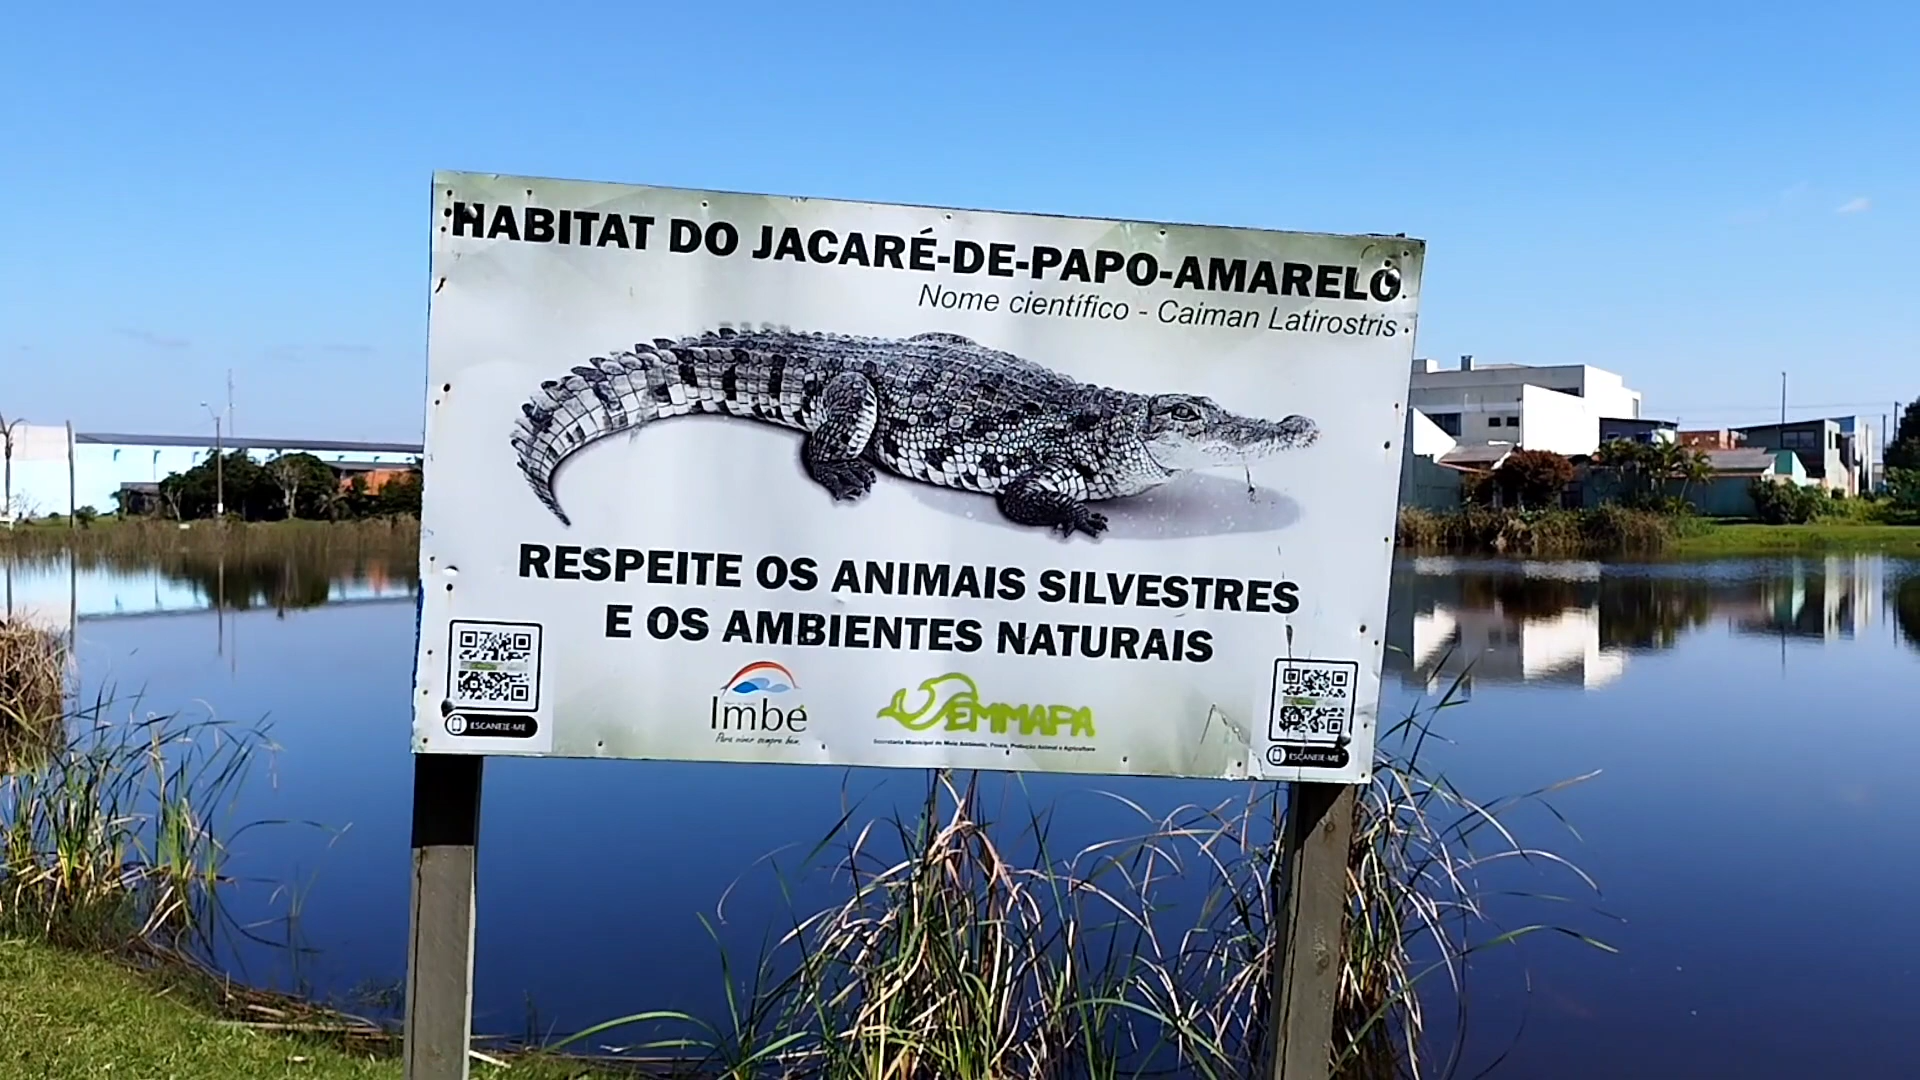 HABITAT DO JACARÉ-DE-PAPO-AMARELO
Nome científico - Caiman Latirostris
RESPEITE OS ANIMAIS SILVESTRES
E OS AMBIENTES NATURAIS
Imbé
Para viver sempre bem.
SEMMAPA
Secretaria Municipal de Meio Ambiente, Pesca, Proteção Animal e Agricultura
ESCANEIE-ME
ESCANEIE-ME